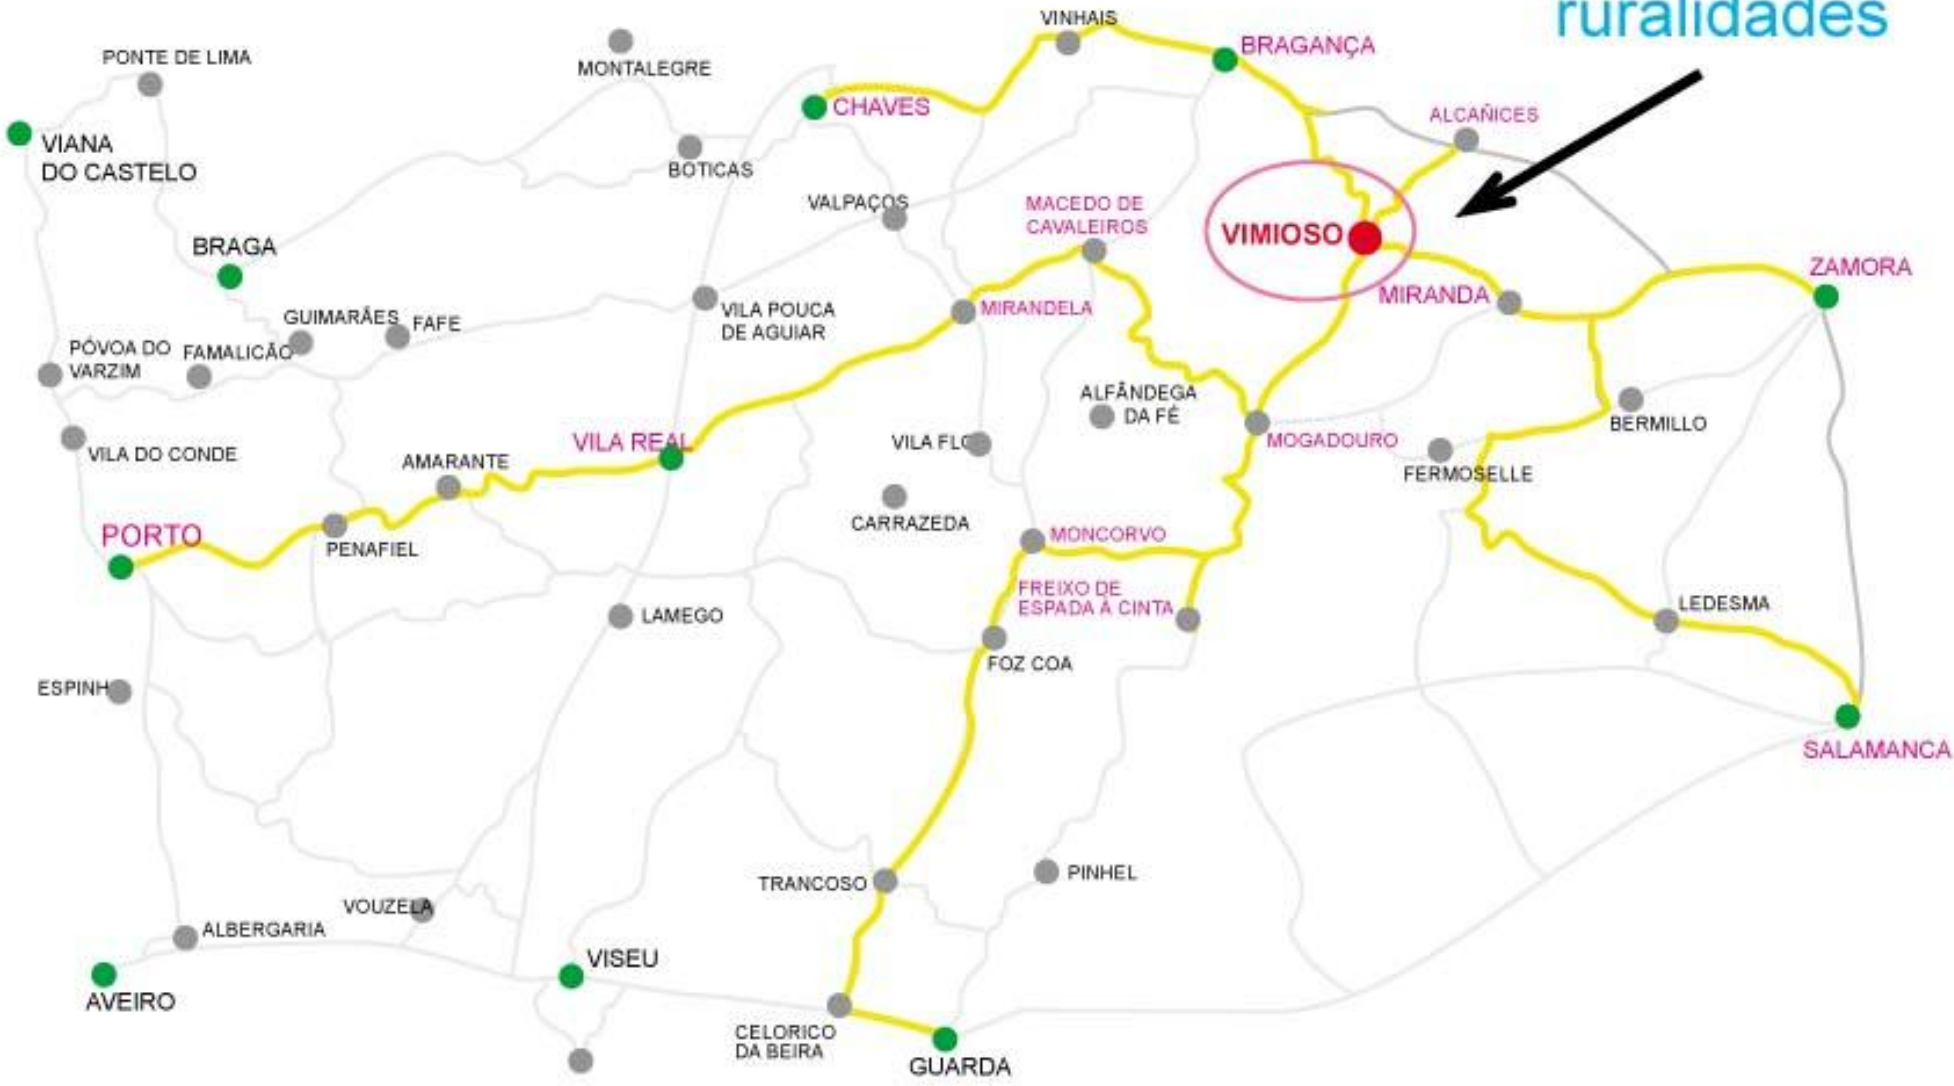 ruralidades
VINHAIS
BRAGANÇA
PONTE DE LIMA
MONTALEGRE
CHAVES
ALCAÑICES
VIANA
DO CASTELO
BOTICAS
VALPAÇOS
MACEDO DE
CAVALEIROS
VIMIOSO
BRAGA
ZAMORA
MIRANDA
MIRANDELA
VILA POUCA
DE AGUIAR
GUIMARÃES
FAFE
PÓVOA DO
VARZIM
FAMALICÃO
ALFÂNDEGA
DA FÉ
BERMILLO
VILA REAL
VILA FLO
MOGADOURO
VILA DO CONDE
AMARANTE
FERMOSELLE
CARRAZEDA
PORTO
MONCORVO
PENAFIEL
FREIXO DE
ESPADA À CINTA
LEDESMA
LAMEGO
FOZ COA
ESPINH
SALAMANCA
TRANCOSO
PINHEL
VOUZELA
ALBERGARIA
VISEU
AVEIRO
CELORICO
DA BEIRA
GUARDA